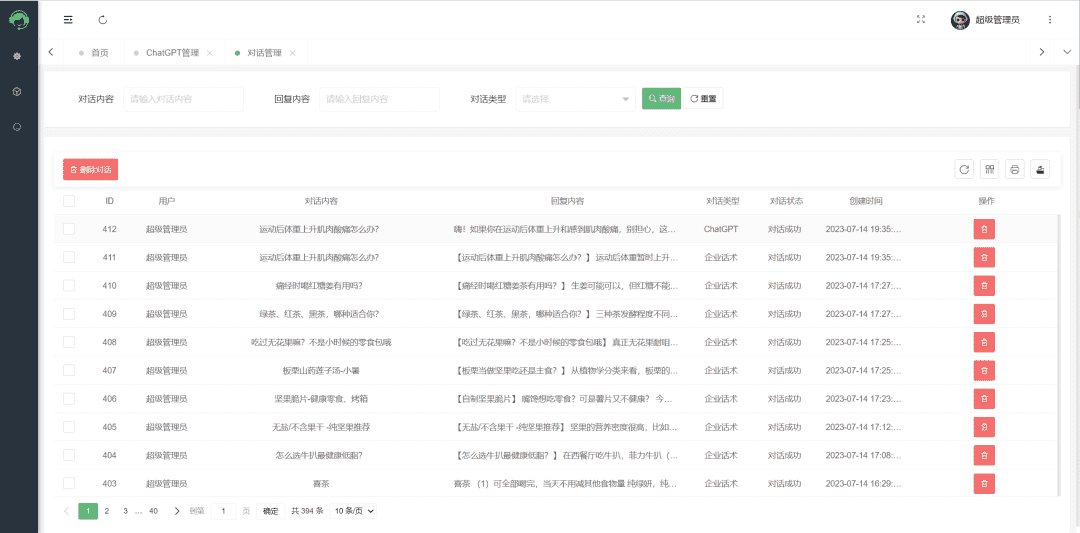 超级管理员
首页 ChatGPT管理 对话管理
对话内容 请输入对话内容 回复内容 请输入回复内容 对话类型 请选择 查询 重置
删除对话
ID 用户 对话内容 回复内容 对话类型 对话状态 创建时间 操作
412 超级管理员 运动后体重上升肌肉酸痛怎么办? 嗨！如果你在运动后体重上升和感到肌肉酸痛，别担心，这... ChatGPT 对话成功 2023-07-14 19:35:...
411 超级管理员 运动后体重上升肌肉酸痛怎么办? 【运动后体重上升肌肉酸痛怎么办？】 运动后体重暂时上升... 企业话术 对话成功 2023-07-14 19:35:...
410 超级管理员 痛经时喝红糖姜有用吗? 【痛经时喝红糖姜茶有用吗？】 生姜可能可以，但红糖不能... 企业话术 对话成功 2023-07-14 17:27:...
409 超级管理员 绿茶、红茶、黑茶，哪种适合你? 【绿茶、红茶、黑茶，哪种适合你？】 三种茶发酵程度不同... 企业话术 对话成功 2023-07-14 17:27:...
408 超级管理员 吃过无花果嘛？不是小时候的零食包哦 【吃过无花果嘛？不是小时候的零食包哦】 真正无花果耐咀... 企业话术 对话成功 2023-07-14 17:25:...
407 超级管理员 板栗山药莲子汤-小暑 【板栗当做坚果吃还是主食？】 从植物学分类来看，板栗的... 企业话术 对话成功 2023-07-14 17:25:...
406 超级管理员 坚果脆片-健康零食，烤箱 【自制坚果脆片】 嘴馋想吃零食？可是薯片又不健康？ 今... 企业话术 对话成功 2023-07-14 17:23:...
405 超级管理员 无盐/不含果干 -纯坚果推荐 【无盐/不含果干 -纯坚果推荐】 坚果的营养密度很高，比如... 企业话术 对话成功 2023-07-14 17:12:...
404 超级管理员 怎么选牛扒最健康低脂? 【怎么选牛扒最健康低脂？】 在西餐厅吃牛扒，菲力牛扒（... 企业话术 对话成功 2023-07-14 17:08:...
403 超级管理员 喜茶 喜茶 （1）可全部喝完，当天不用减其他食物量 纯绿妍，纯... 企业话术 对话成功 2023-07-14 16:29:...
1 2 3 ... 40 到第 1 页 确定 共 394 条 10 条/页